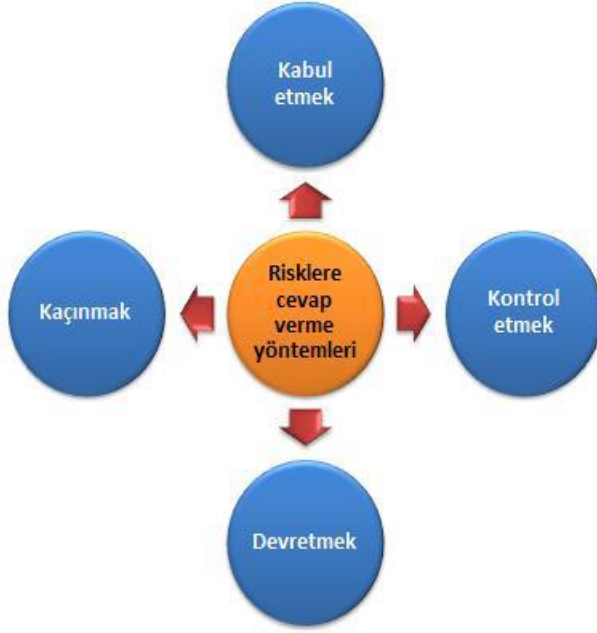 Kabul
etmek
Kaçınmak
Risklere
cevap
verme
yöntemleri
Kontrol
etmek
Devretmek